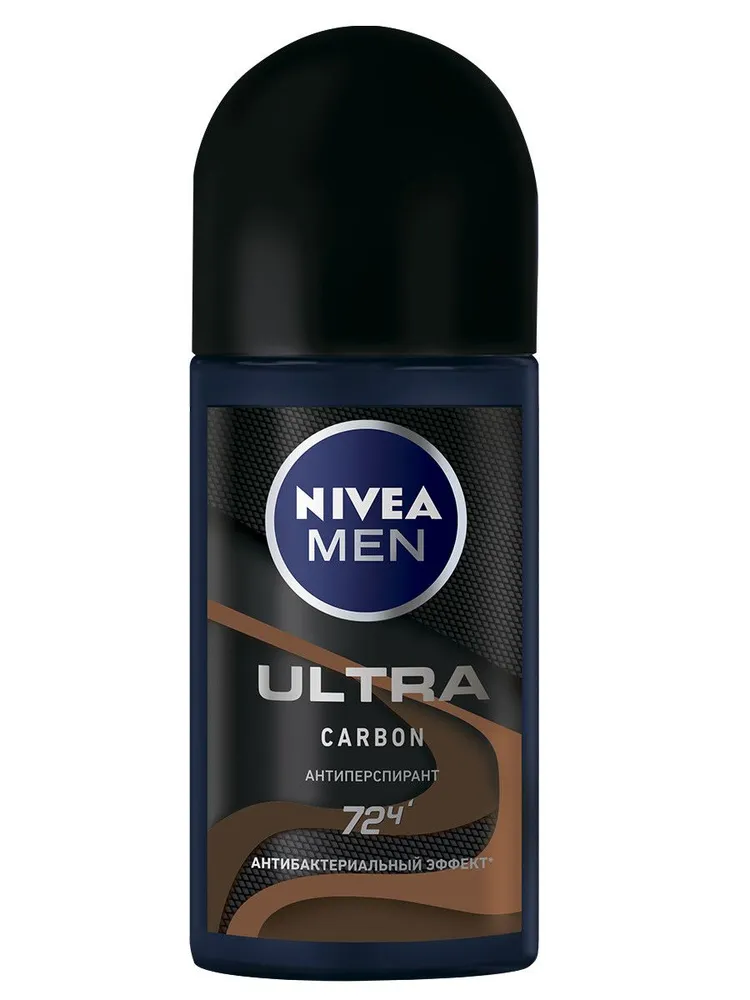 NIVEA
MEN
ULTRA
CARBON
АНТИПЕРСПИРАНТ
72ч'
АНТИБАКТЕРИАЛЬНЫЙ ЭФФЕКТ*